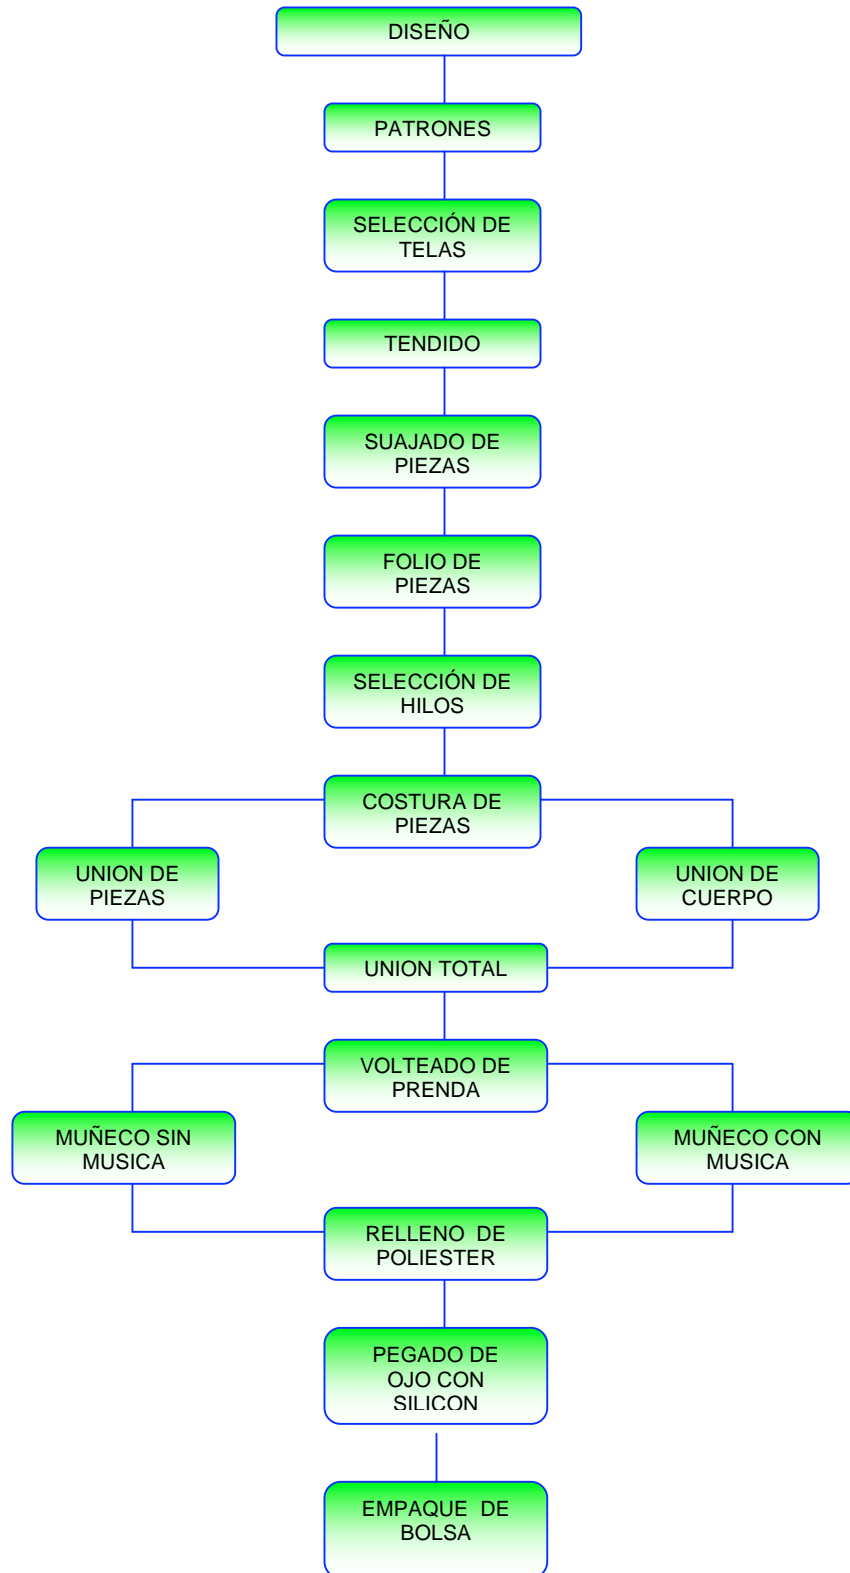 DISEÑO
PATRONES
SELECCIÓN DE
TELAS
TENDIDO
SUAJADO DE
PIEZAS
FOLIO DE
PIEZAS
SELECCIÓN DE
HILOS
COSTURA DE
PIEZAS
UNION DE
PIEZAS
UNION DE
CUERPO
UNION TOTAL
VOLTEADO DE
PRENDA
MUÑECO SIN
MUSICA
MUÑECO CON
MUSICA
RELLENO DE
POLIESTER
PEGADO DE
OJO CON
SILICON
EMPAQUE DE
BOLSA